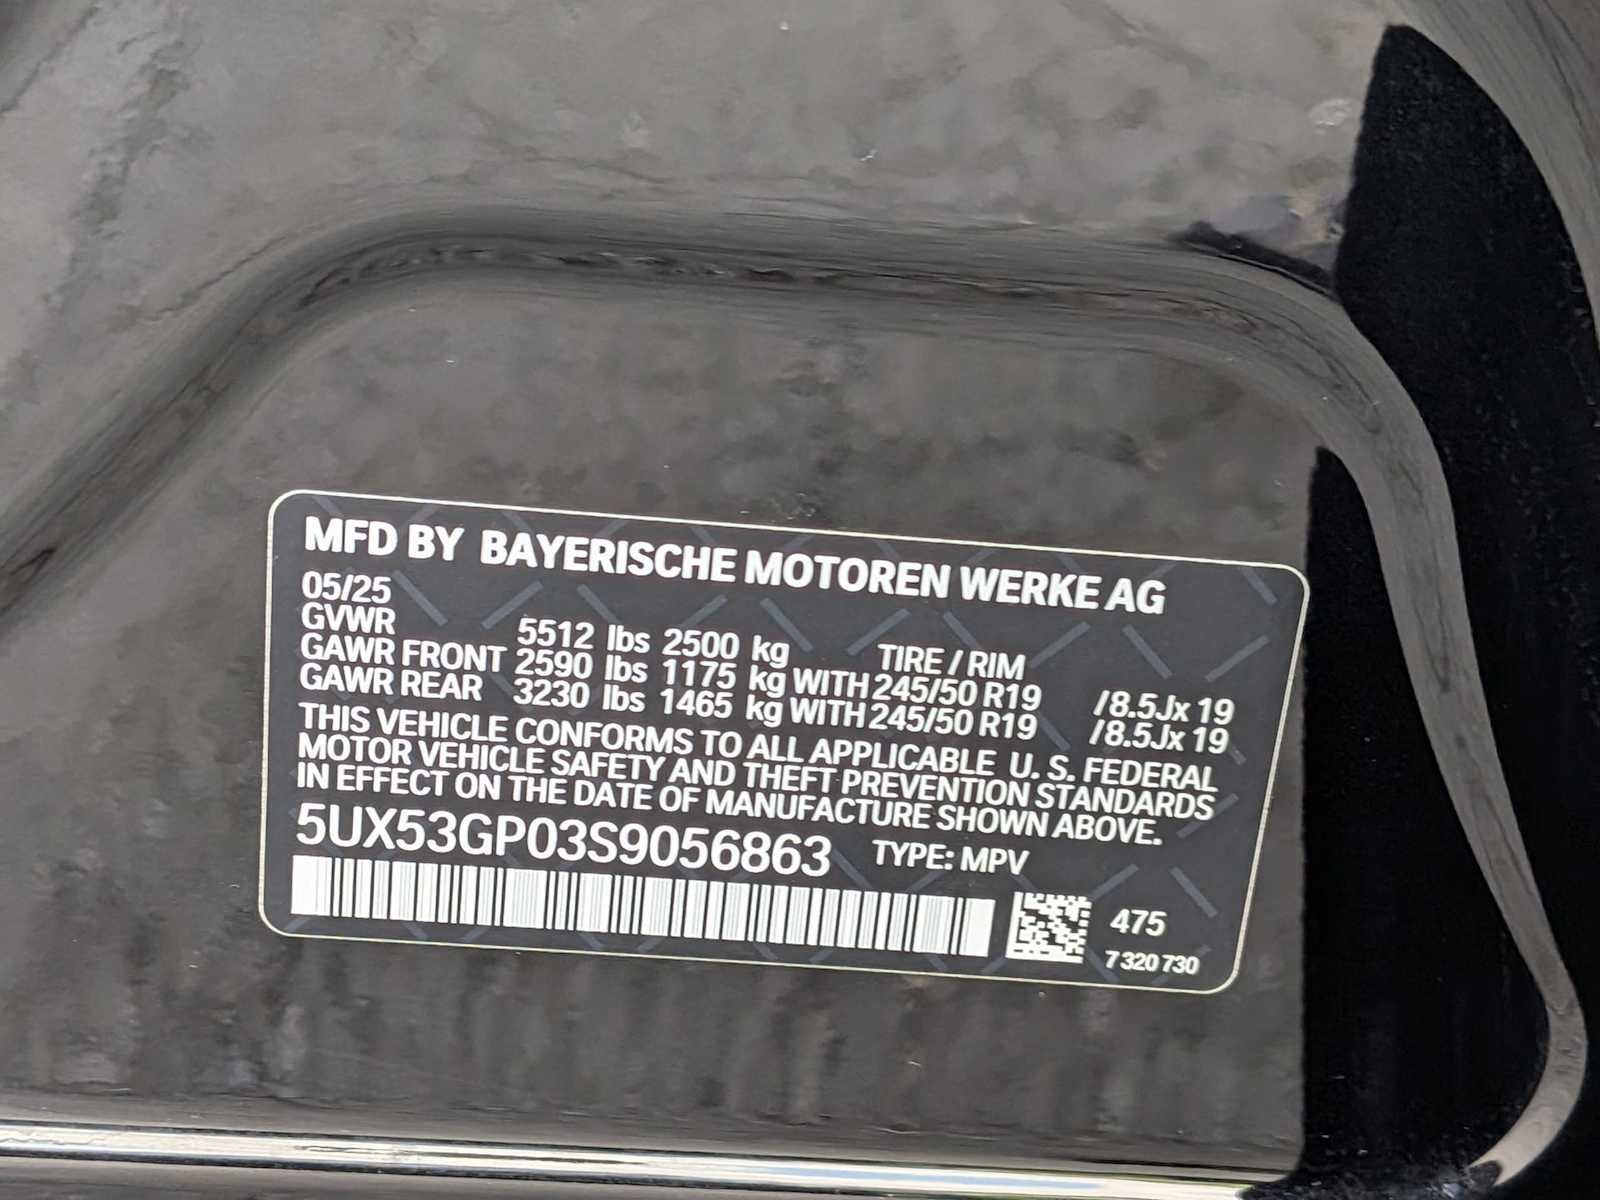 MFD BY BAYERISCHE MOTOREN WERKE AG
05/25
GVWR 5512 lbs 2500 kg TIRE / RIM
GAWR FRONT 2590 lbs 1175 kg WITH 245/50 R19 /8.5Jx 19
GAWR REAR 3230 lbs 1465 kg WITH 245/50 R19 /8.5Jx 19
THIS VEHICLE CONFORMS TO ALL APPLICABLE U. S. FEDERAL
MOTOR VEHICLE SAFETY AND THEFT PREVENTION STANDARDS
IN EFFECT ON THE DATE OF MANUFACTURE SHOWN ABOVE.
5UX53GP03S9056863 TYPE: MPV
475
7 320 730